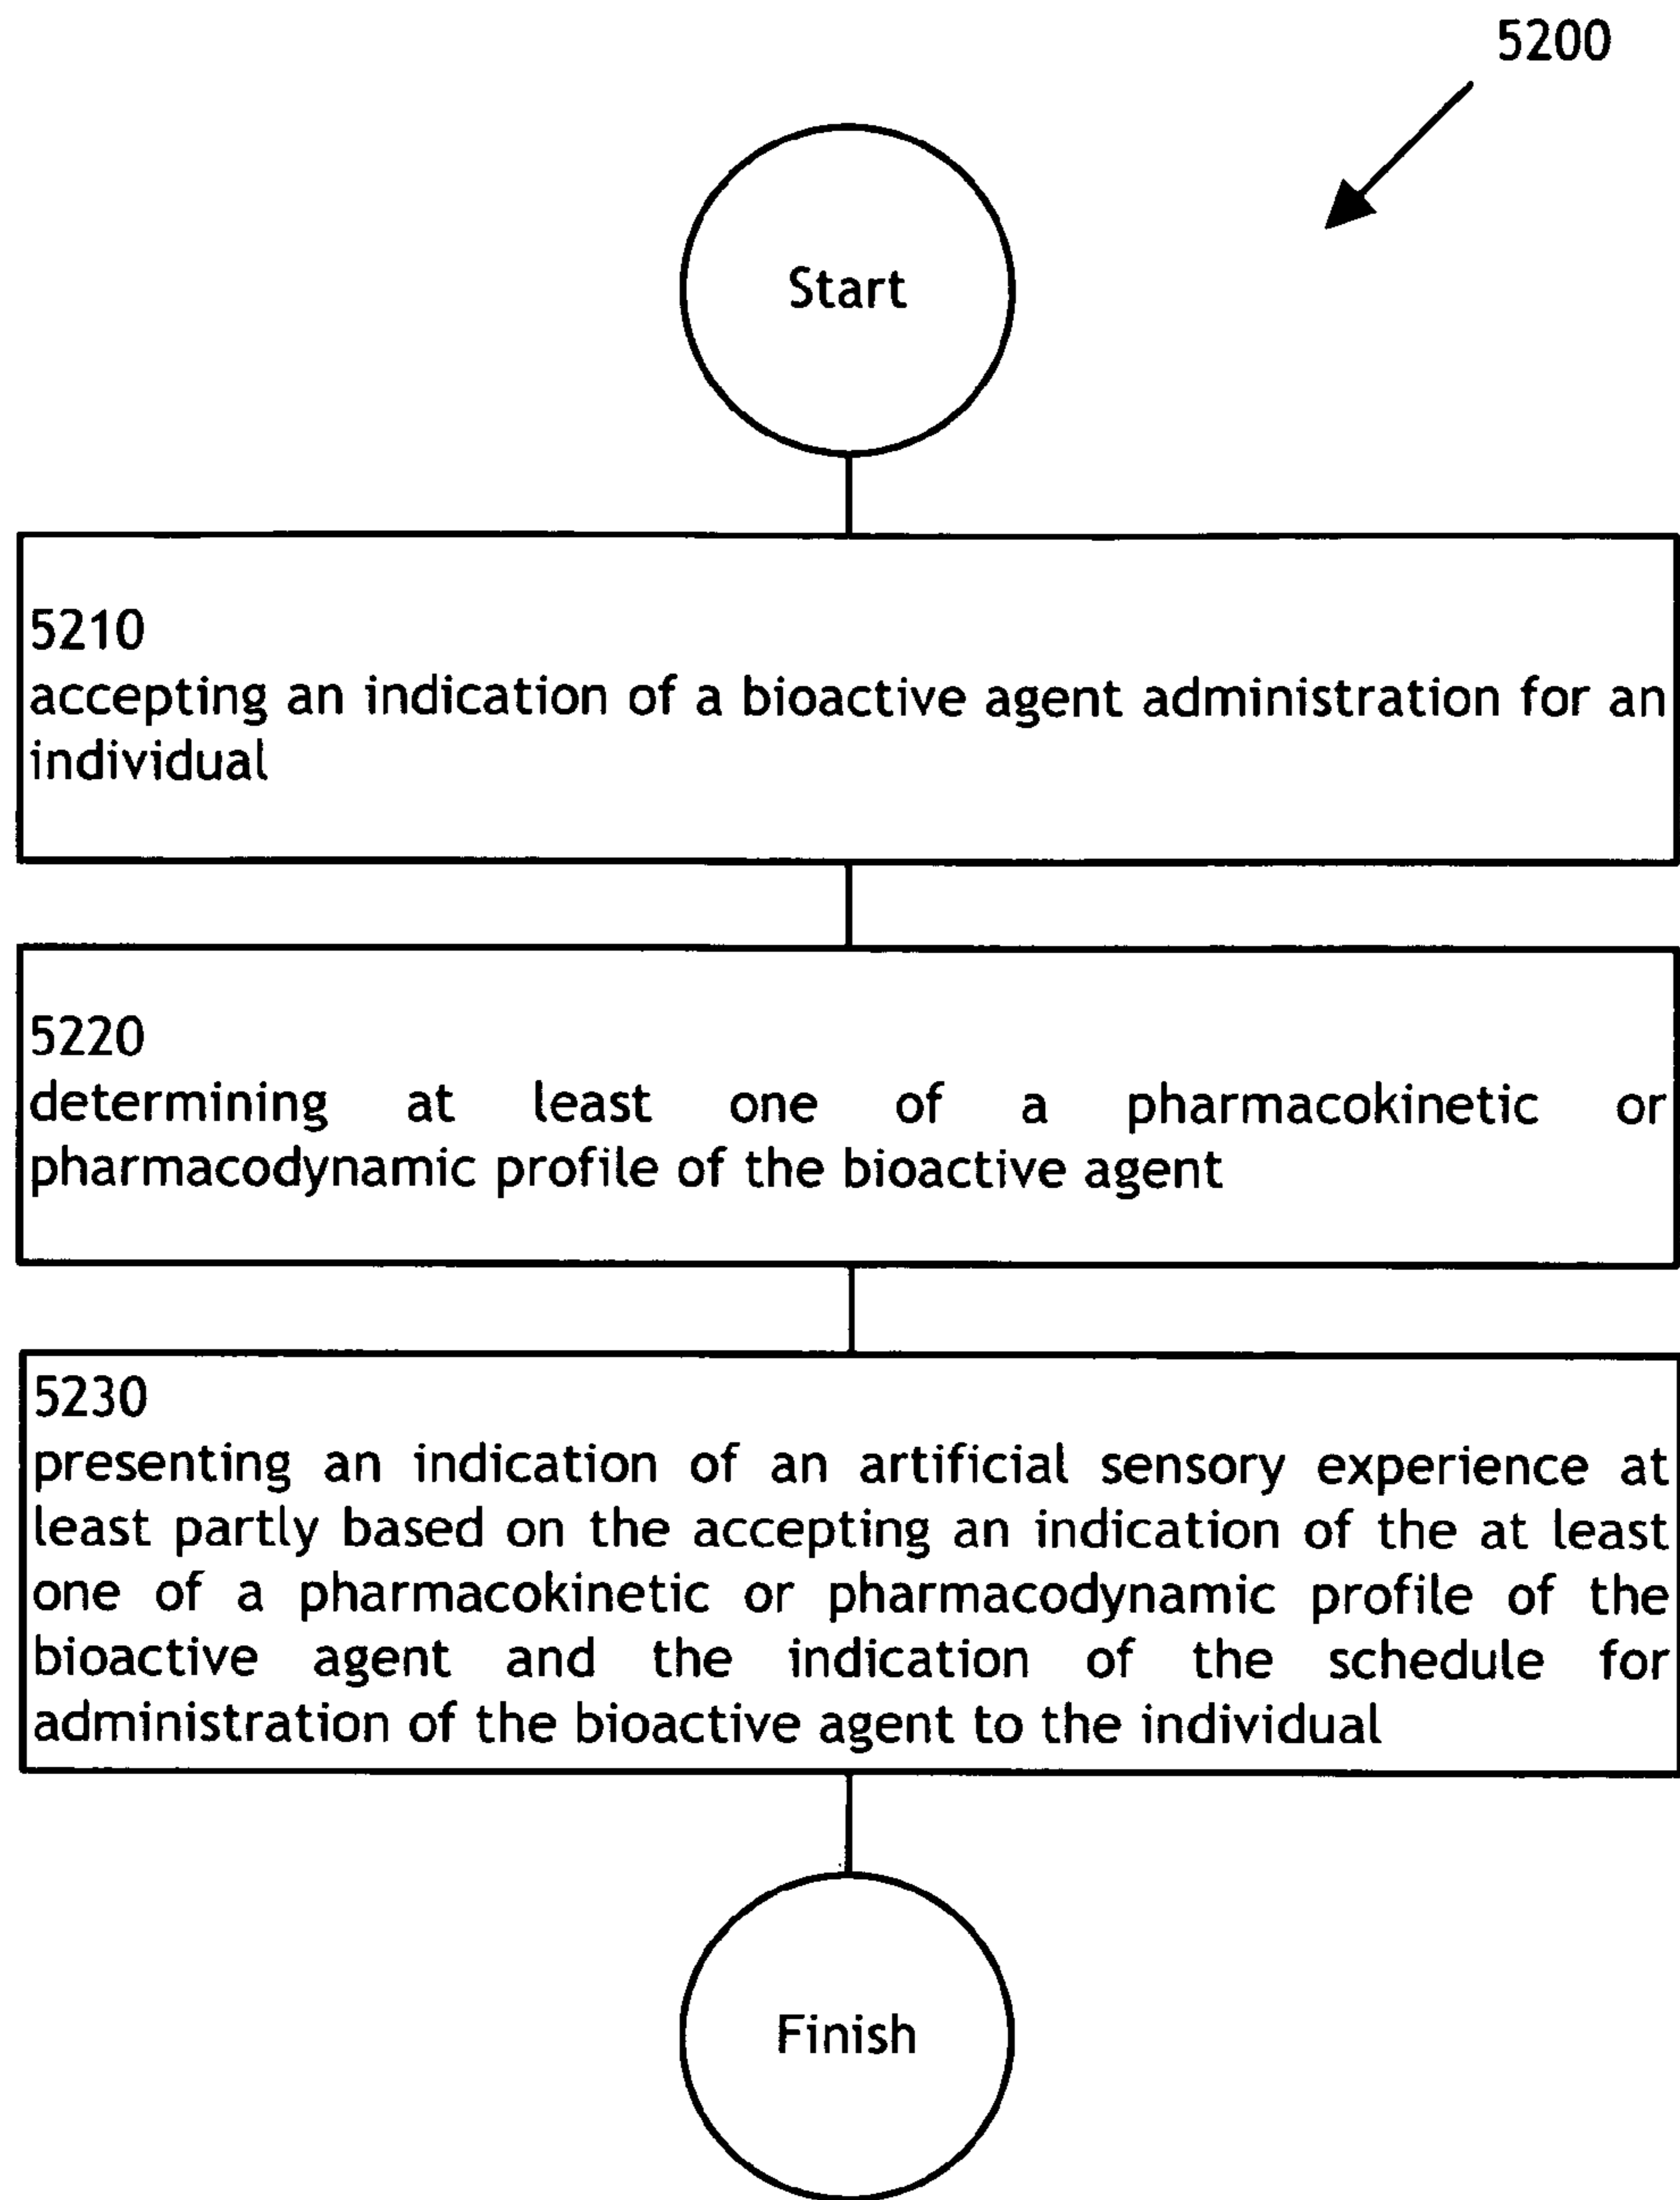 5200
Start
5210
accepting an indication of a bioactive agent administration for an
individual
5220
determining at least one of a pharmacokinetic or
pharmacodynamic profile of the bioactive agent
5230
presenting an indication of an artificial sensory experience at
least partly based on the accepting an indication of the at least
one of a pharmacokinetic or pharmacodynamic profile of the
bioactive agent and the indication of the schedule for
administration of the bioactive agent to the individual
Finish